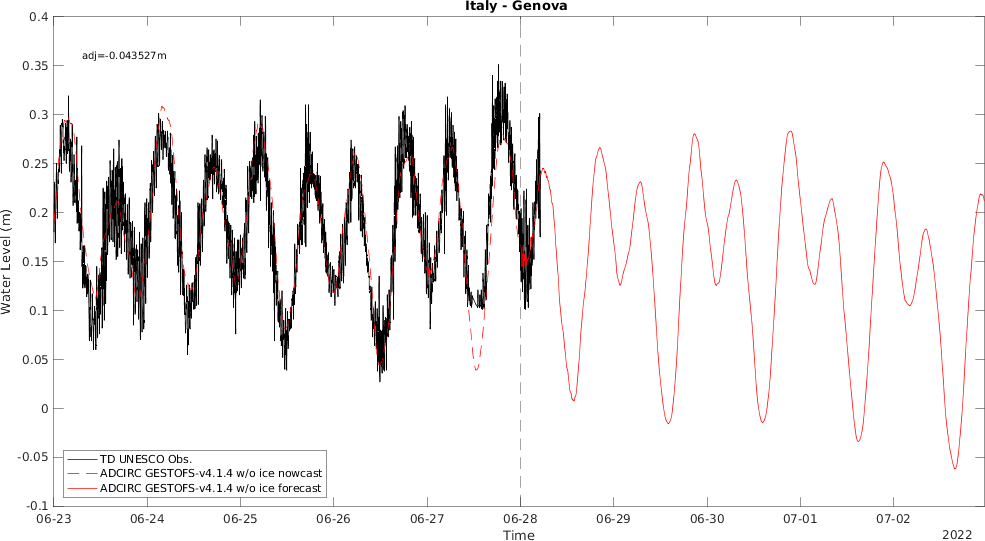 Italy - Genova
adj=-0.043527m
0.4
0.35
0.3
0.25
0.2
0.15
0.1
0.05
0
-0.05
-0.1
Water Level (m)
TD UNESCO Obs.
ADCIRC GESTOFS-v4.1.4 w/o ice nowcast
ADCIRC GESTOFS-v4.1.4 w/o ice forecast
06-23 06-24 06-25 06-26 06-27 06-28 06-29 06-30 07-01 07-02
Time
2022